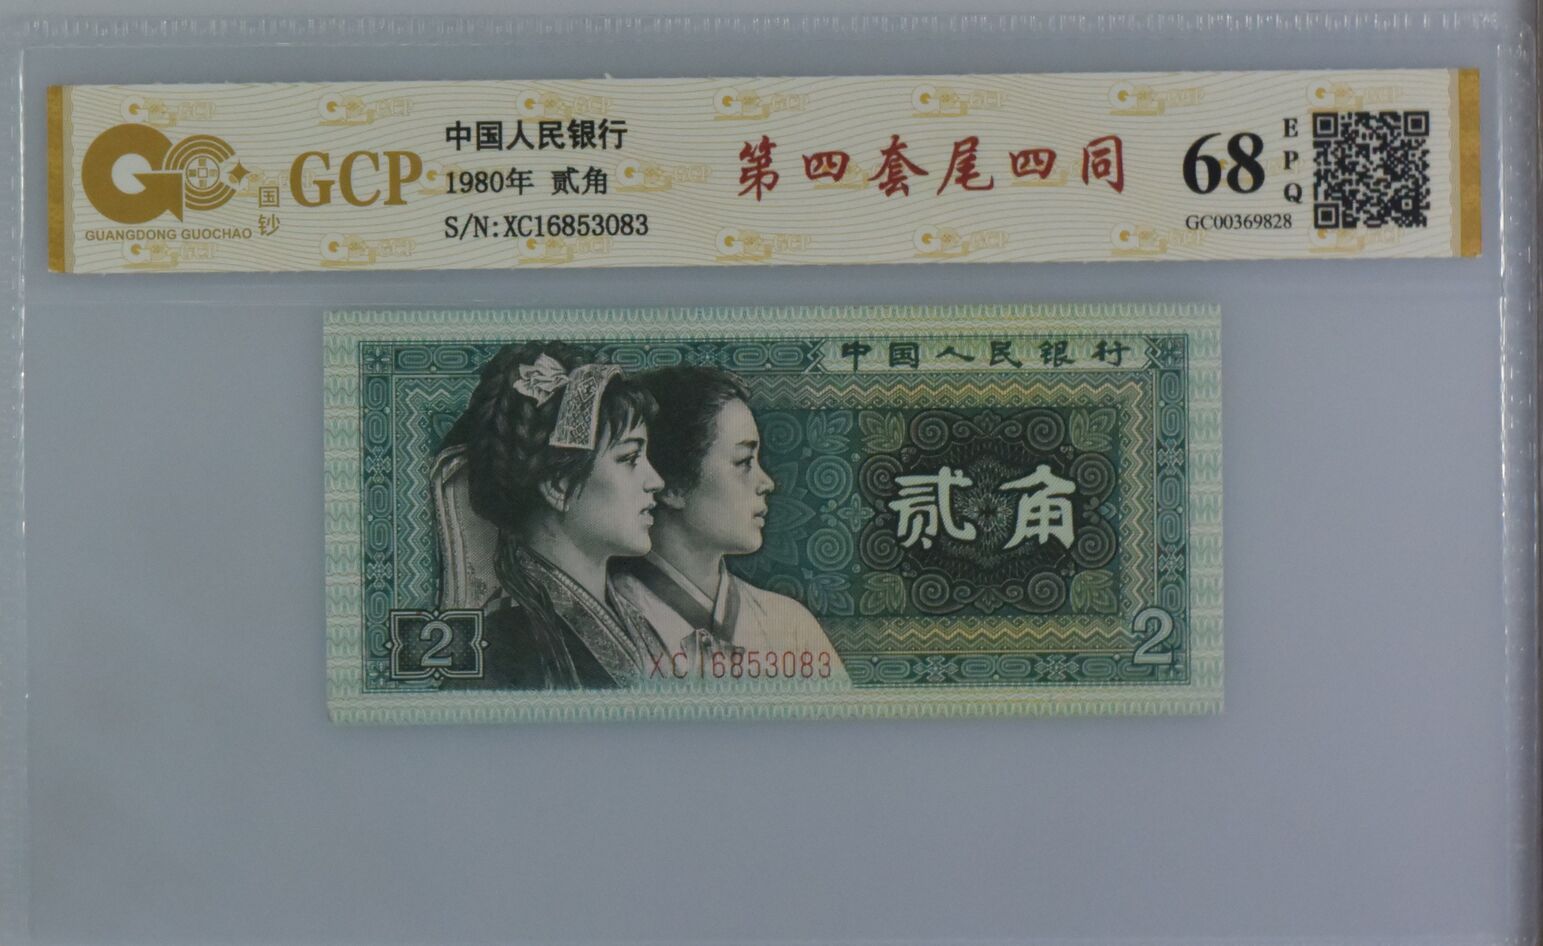 GCP
国钞
GUANGDONG GUOCHAO
中国人民银行
1980年 贰角
S/N:XC16853083
第四套尾四同
68
EPQ
GC00369828
中国人民银行
贰角
2
2
XC16853083